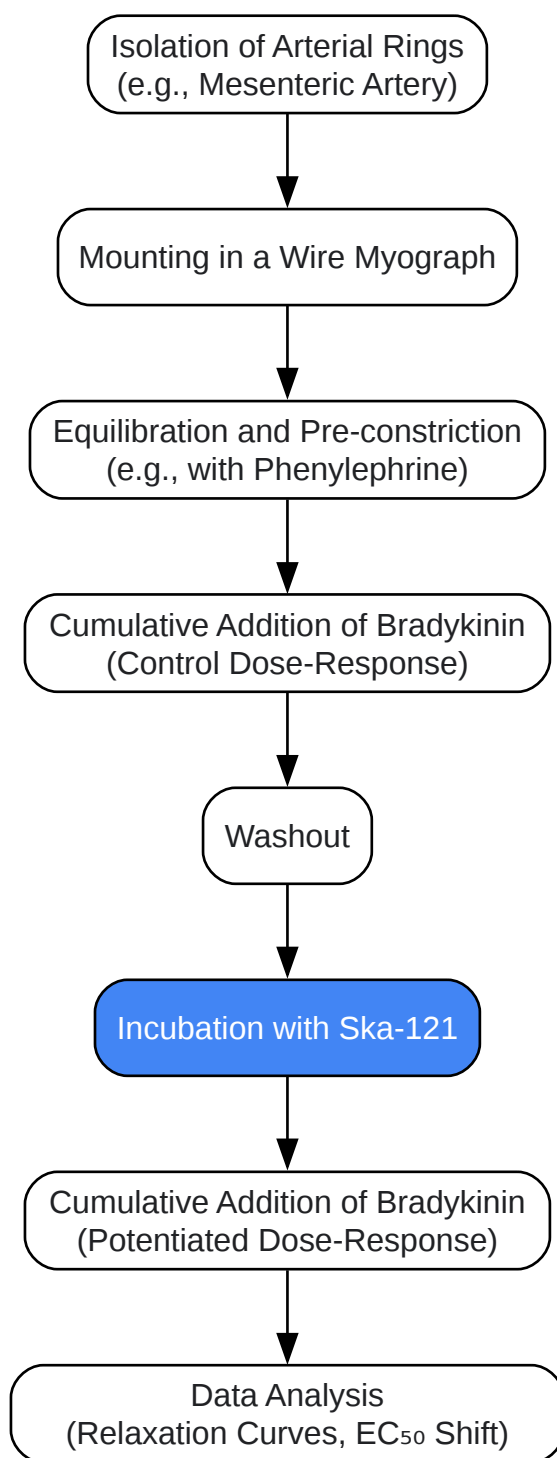 Isolation of Arterial Rings
(e.g., Mesenteric Artery)
Mounting in a Wire Myograph
Equilibration and Pre-constriction
(e.g., with Phenylephrine)
Cumulative Addition of Bradykinin
(Control Dose-Response)
Washout
Incubation with Ska-121
Cumulative Addition of Bradykinin
(Potentiated Dose-Response)
Data Analysis
(Relaxation Curves, EC₅₀ Shift)